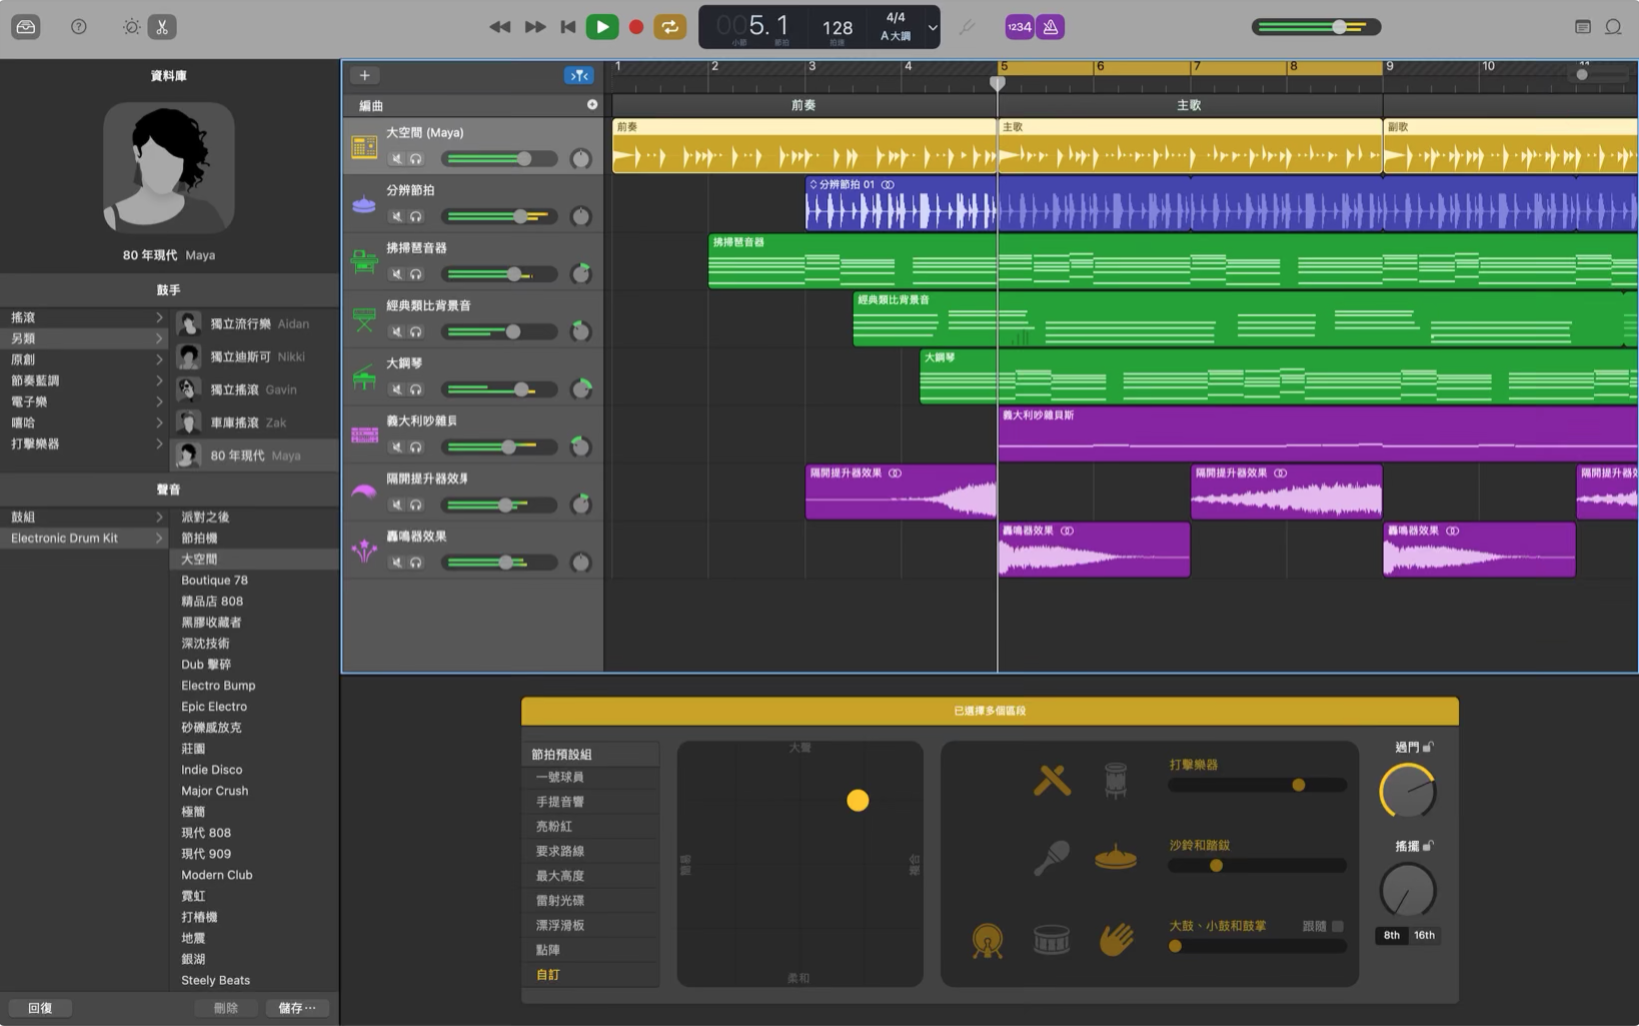 005. 1
小節
節拍
128
拍速
4/4
A大調
1234
資料庫
80 年現代 Maya
鼓手
搖滾
另類
原創
節奏藍調
電子樂
嘻哈
打擊樂器
獨立流行樂 Aidan
獨立迪斯可 Nikki
獨立搖滾 Gavin
車庫搖滾 Zak
80 年現代 Maya
聲音
鼓組
Electronic Drum Kit
派對之後
節拍機
大空間
Boutique 78
精品店 808
黑膠收藏者
深沈技術
Dub 擊碎
Electro Bump
Epic Electro
砂礫感放克
莊園
Indie Disco
Major Crush
極簡
現代 808
現代 909
Modern Club
霓虹
打樁機
地震
銀湖
Steely Beats
回復
刪除
儲存⋯
編曲
大空間 (Maya)
分辨節拍
拂掃琶音器
經典類比背景音
大鋼琴
義大利吵雜貝
隔開提升器效果
轟鳴器效果
1 2 3 4 5 6 7 8 9 10 11
前奏 主歌
前奏 主歌 副歌
分辨節拍 01
拂掃琶音器
經典類比背景音
大鋼琴
義大利吵雜貝斯
隔開提升器效果 隔開提升器效果 隔開提升器效
轟鳴器效果 轟鳴器效果
已選擇多個區段
節拍預設組
一號球員
手提音響
亮粉紅
要求路線
最大高度
雷射光碟
漂浮滑板
點陣
自訂
大聲
簡易
複合
柔和
打擊樂器
沙鈴和踏鈸
大鼓、小鼓和鼓掌
跟隨
過門
搖擺
8th 16th